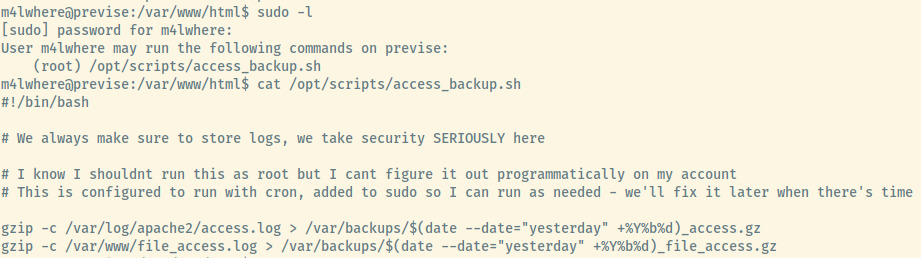 m4lwhere@previse:/var/www/html$ sudo -l
[sudo] password for m4lwhere:
User m4lwhere may run the following commands on previse:
    (root) /opt/scripts/access_backup.sh
m4lwhere@previse:/var/www/html$ cat /opt/scripts/access_backup.sh
#!/bin/bash

# We always make sure to store logs, we take security SERIOUSLY here

# I know I shouldnt run this as root but I cant figure it out programmatically on my account
# This is configured to run with cron, added to sudo so I can run as needed - we'll fix it later when there's time

gzip -c /var/log/apache2/access.log > /var/backups/$(date --date="yesterday" +%Y%b%d)_access.gz
gzip -c /var/www/file_access.log > /var/backups/$(date --date="yesterday" +%Y%b%d)_file_access.gz